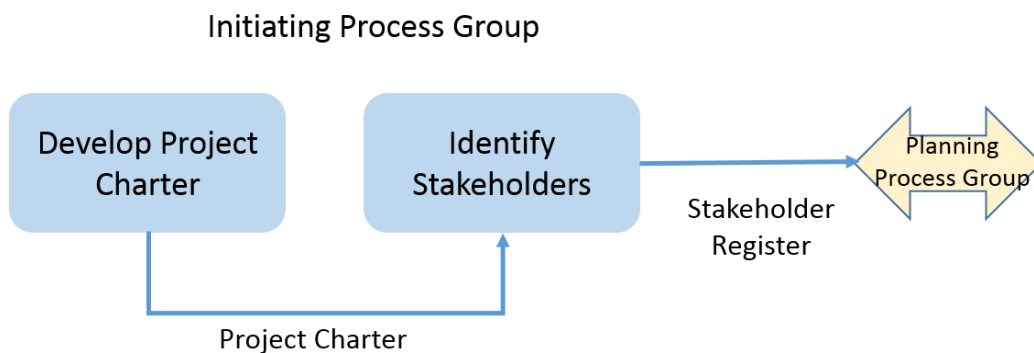 Initiating Process Group
Develop Project
Charter
Identify
Stakeholders
Planning
Process Group
Stakeholder
Register
Project Charter